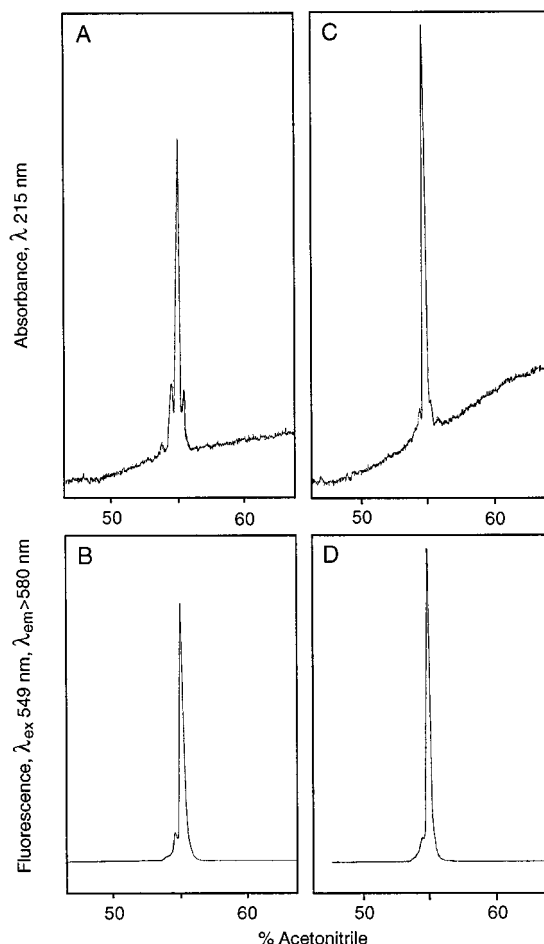 A
C
Absorbance, λ 215 nm
50
60
50
60
B
D
Fluorescence, λex 549 nm, λem>580 nm
50
60
50
60
% Acetonitrile